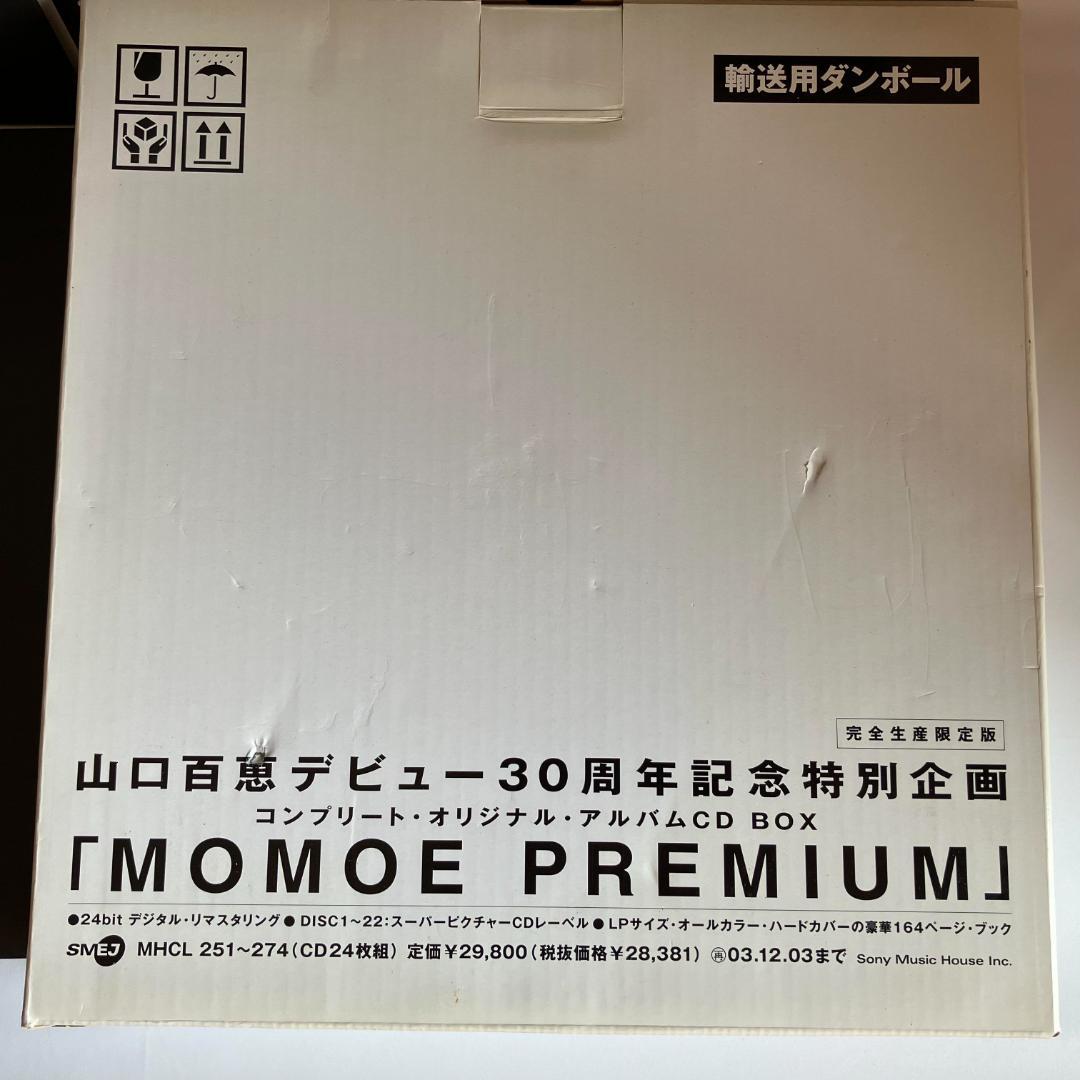 輸送用ダンボール
完全生産限定版
山口百恵デビュー30周年記念特別企画
コンプリート・オリジナル・アルバムCD BOX
「MOMOE PREMIUM」
●24bit デジタル・リマスタリング● DISC1～22：スーパーピクチャーCDレーベル● LPサイズ・オールカラー・ハードカバーの豪華164ページ・ブック
SMEJ MHCL 251～274（CD24枚組） 定価￥29,800（税抜価格￥28,381） ㊢03.12.03まで Sony Music House Inc.